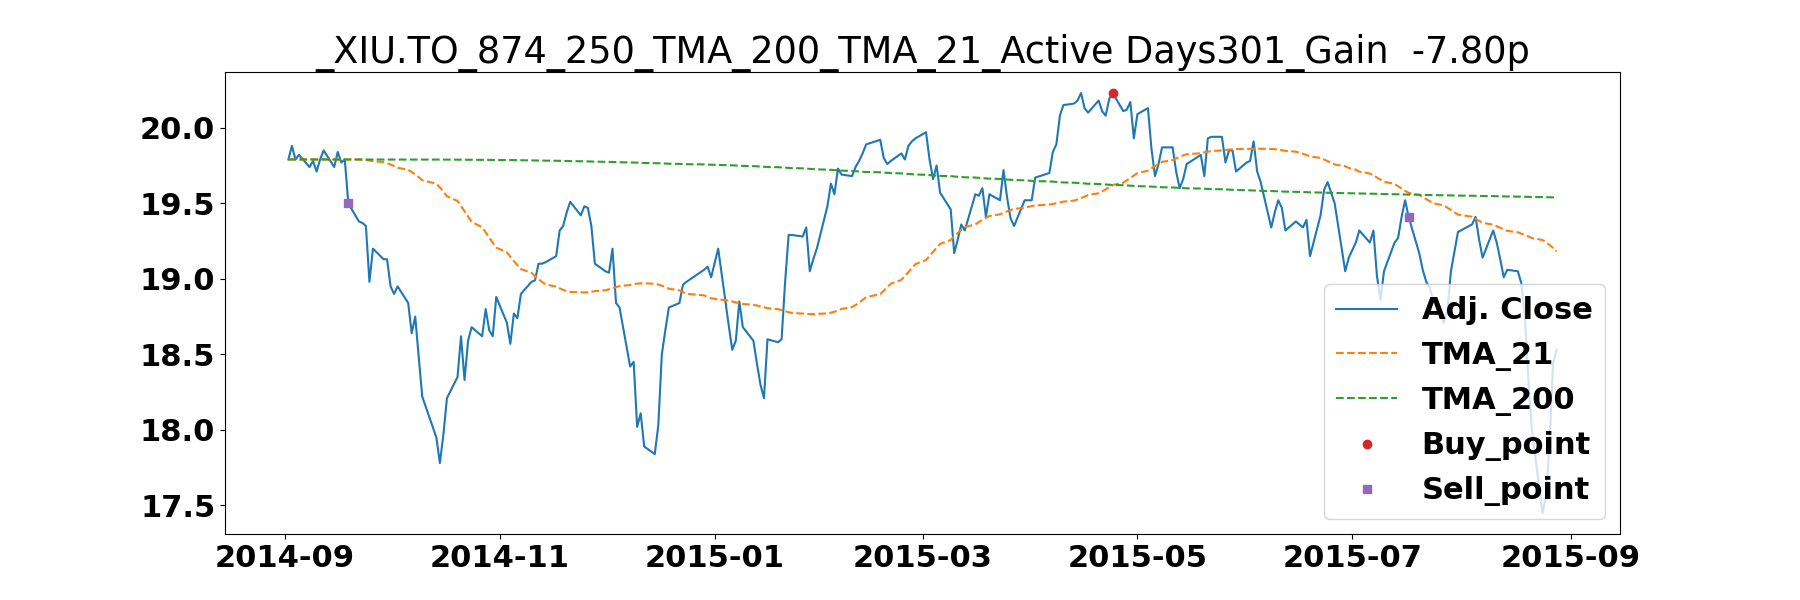 _XIU.TO_874_250_TMA_200_TMA_21_Active Days301_Gain  -7.80p
20.0
19.5
19.0
18.5
18.0
17.5
Adj. Close
TMA_21
TMA_200
Buy_point
Sell_point
2014-09 2014-11 2015-01 2015-03 2015-05 2015-07 2015-09